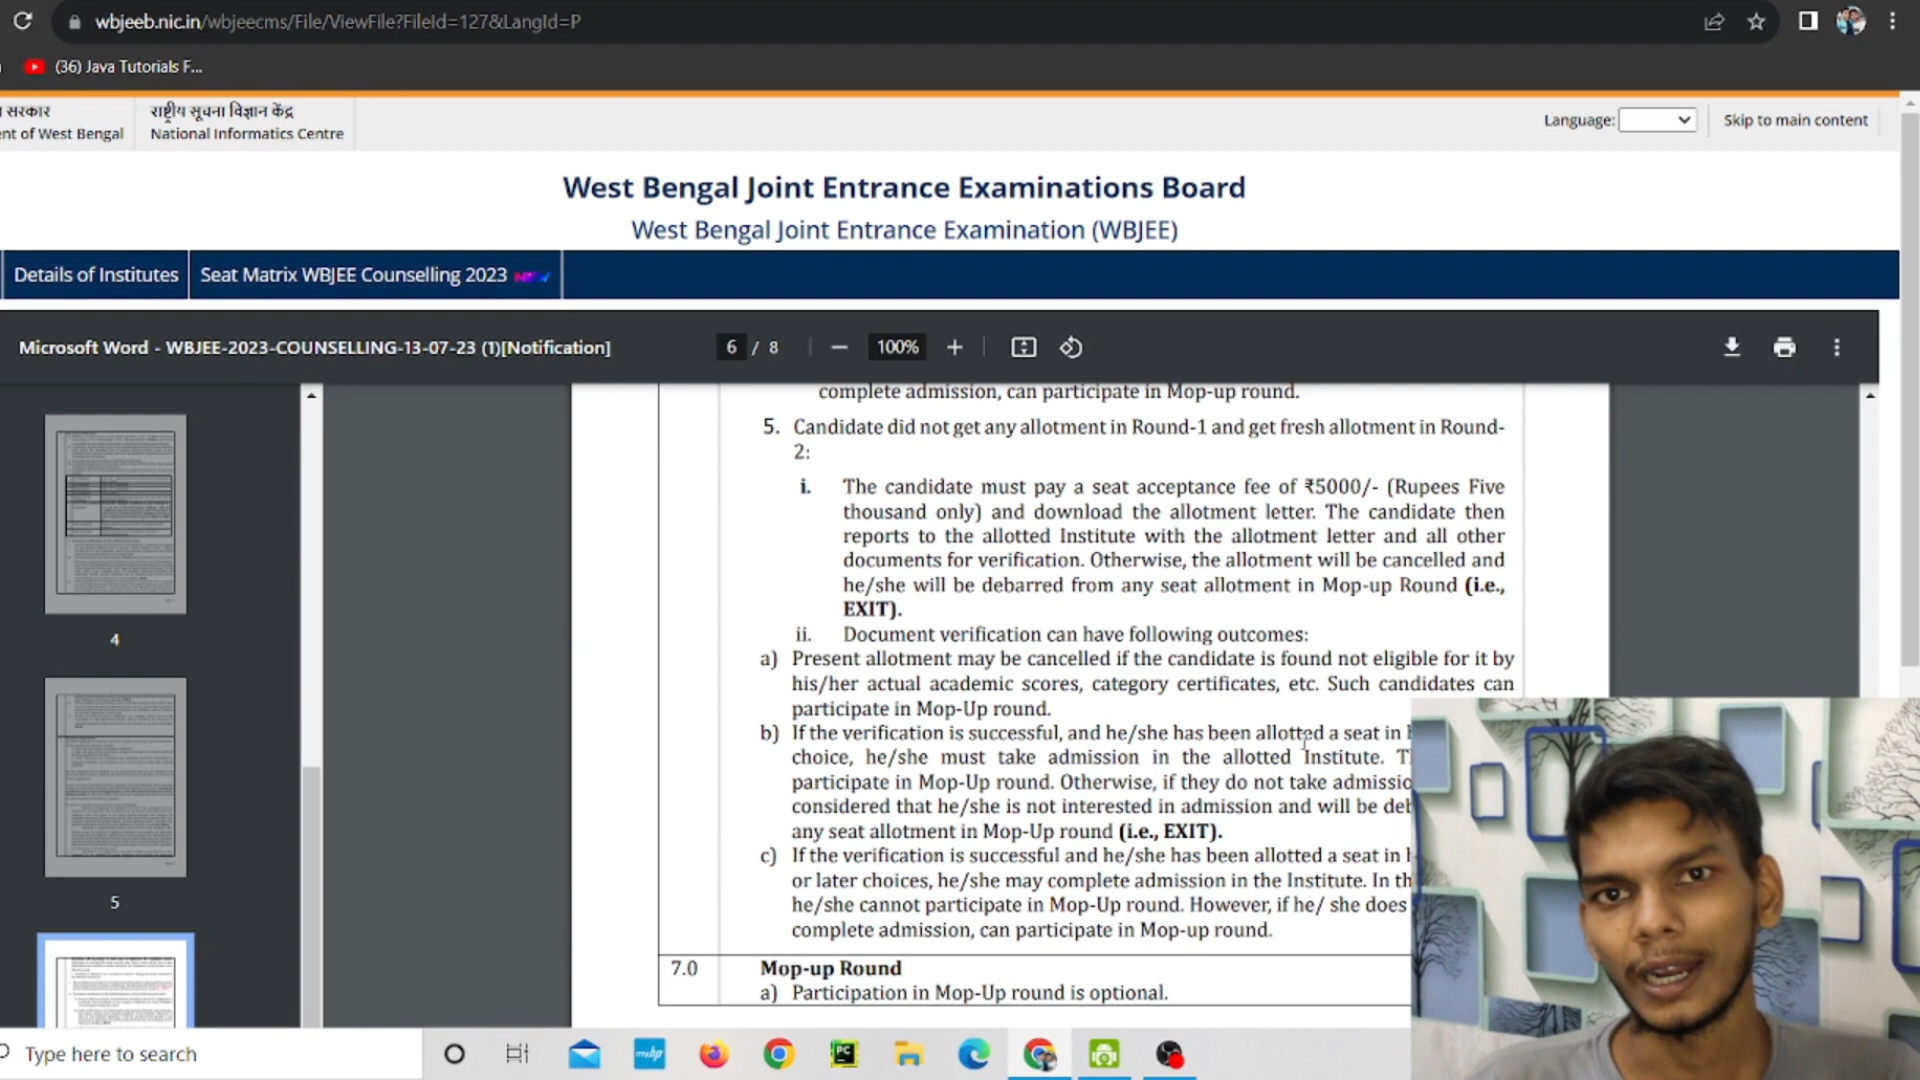 wbjeeb.nic.in/wbjeecms/File/ViewFile?FileId=127&LangId=P
(36) Java Tutorials F...
सरकार
राष्ट्रीय सूचना विज्ञान केंद्र
nt of West Bengal
National Informatics Centre
Language:
Skip to main content
West Bengal Joint Entrance Examinations Board
West Bengal Joint Entrance Examination (WBJEE)
Details of Institutes
Seat Matrix WBJEE Counselling 2023 NEW
Microsoft Word - WBJEE-2023-COUNSELLING-13-07-23 (1)[Notification]
6 / 8
100%
complete admission, can participate in Mop-up round.
5. Candidate did not get any allotment in Round-1 and get fresh allotment in Round-
2:
i. The candidate must pay a seat acceptance fee of ₹5000/- (Rupees Five
thousand only) and download the allotment letter. The candidate then
reports to the allotted Institute with the allotment letter and all other
documents for verification. Otherwise, the allotment will be cancelled and
he/she will be debarred from any seat allotment in Mop-up Round (i.e.,
EXIT).
ii. Document verification can have following outcomes:
a) Present allotment may be cancelled if the candidate is found not eligible for it by
his/her actual academic scores, category certificates, etc. Such candidates can
participate in Mop-Up round.
b) If the verification is successful, and he/she has been allotted a seat in
choice, he/she must take admission in the allotted Institute.
participate in Mop-Up round. Otherwise, if they do not take admissio
considered that he/she is not interested in admission and will be deb
any seat allotment in Mop-Up round (i.e., EXIT).
c) If the verification is successful and he/she has been allotted a seat in
or later choices, he/she may complete admission in the Institute. In th
he/she cannot participate in Mop-Up round. However, if he/ she does
complete admission, can participate in Mop-up round.
7.0 Mop-up Round
a) Participation in Mop-Up round is optional.
4
5
Type here to search
myhp
PC